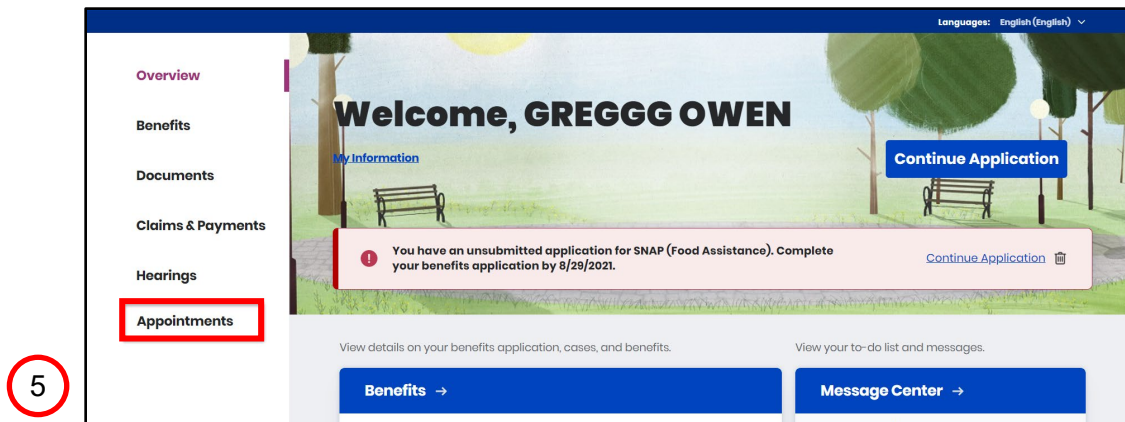 Languages: English (English)
Overview
Benefits
Documents
Claims & Payments
Hearings
Appointments
Welcome, GREGGG OWEN
My Information
Continue Application
You have an unsubmitted application for SNAP (Food Assistance). Complete
your benefits application by 8/29/2021.
Continue Application
View details on your benefits application, cases, and benefits.
Benefits →
View your to-do list and messages.
Message Center →
5